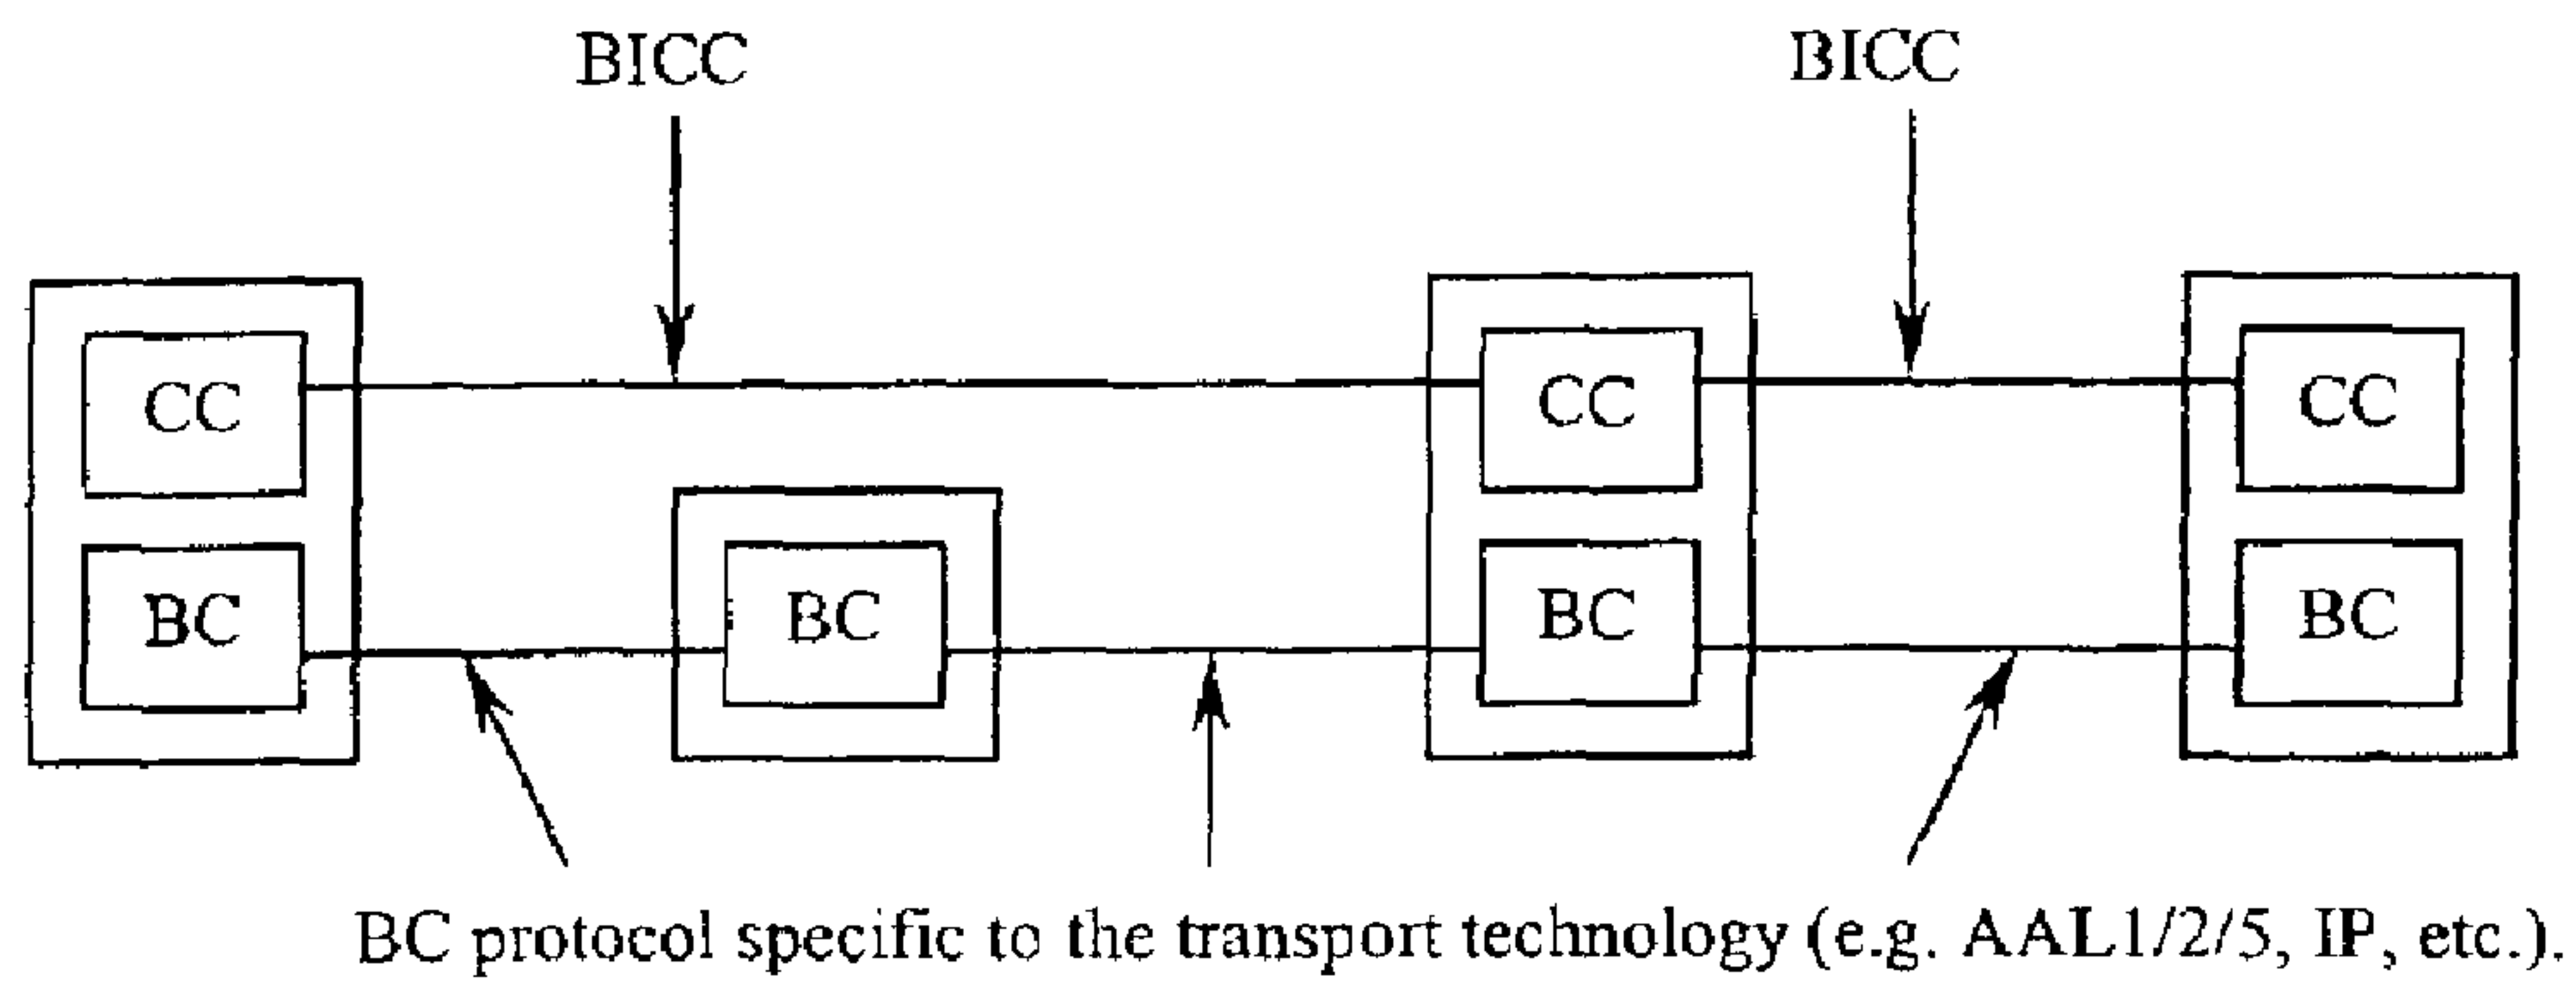 BICC BICC
CC CC CC
BC BC BC BC
BC protocol specific to the transport technology (e.g. AAL1/2/5, IP, etc.).